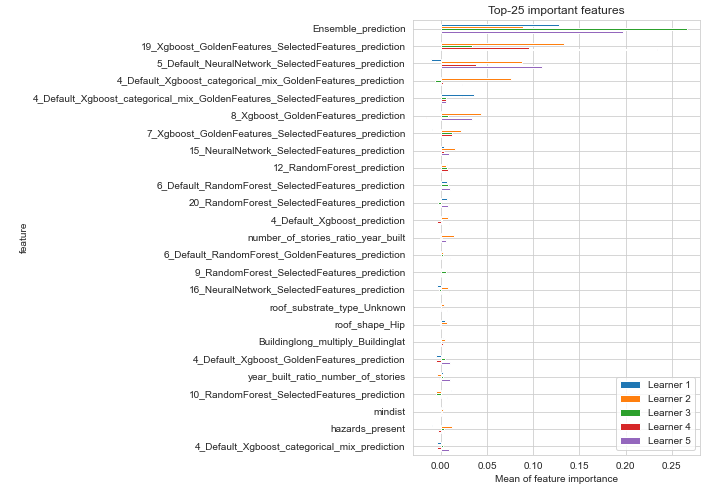 Top-25 important features
Ensemble_prediction
19_Xgboost_GoldenFeatures_SelectedFeatures_prediction
5_Default_NeuralNetwork_SelectedFeatures_prediction
4_Default_Xgboost_categorical_mix_GoldenFeatures_prediction
4_Default_Xgboost_categorical_mix_GoldenFeatures_SelectedFeatures_prediction
8_Xgboost_GoldenFeatures_SelectedFeatures_prediction
7_Xgboost_GoldenFeatures_SelectedFeatures_prediction
15_NeuralNetwork_SelectedFeatures_prediction
12_RandomForest_prediction
6_Default_RandomForest_SelectedFeatures_prediction
20_RandomForest_SelectedFeatures_prediction
4_Default_Xgboost_prediction
number_of_stories_ratio_year_built
6_Default_RandomForest_GoldenFeatures_prediction
9_RandomForest_SelectedFeatures_prediction
16_NeuralNetwork_SelectedFeatures_prediction
roof_substrate_type_Unknown
roof_shape_Hip
Buildinglong_multiply_Buildinglat
4_Default_Xgboost_GoldenFeatures_prediction
year_built_ratio_number_of_stories
10_RandomForest_SelectedFeatures_prediction
mindist
hazards_present
4_Default_Xgboost_categorical_mix_prediction
feature
Learner 1
Learner 2
Learner 3
Learner 4
Learner 5
0.00 0.05 0.10 0.15 0.20 0.25
Mean of feature importance